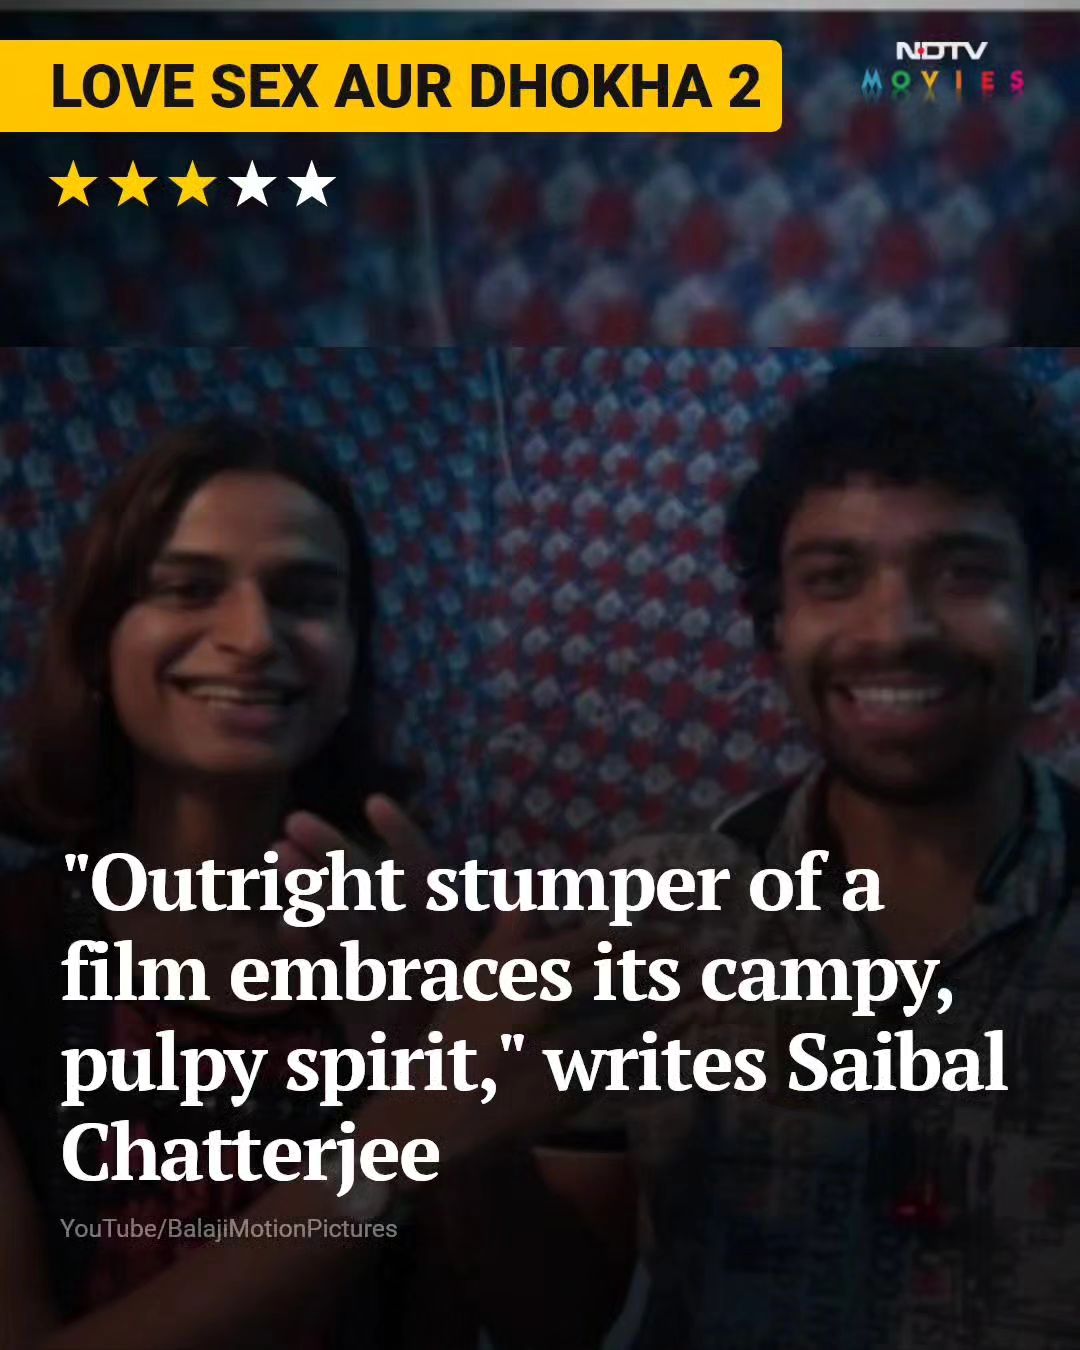 LOVE SEX AUR DHOKHA 2
NDTV
MOVIES
"Outright stumper of a
film embraces its campy,
pulpy spirit," writes Saibal
Chatterjee
YouTube/BalajiMotionPictures